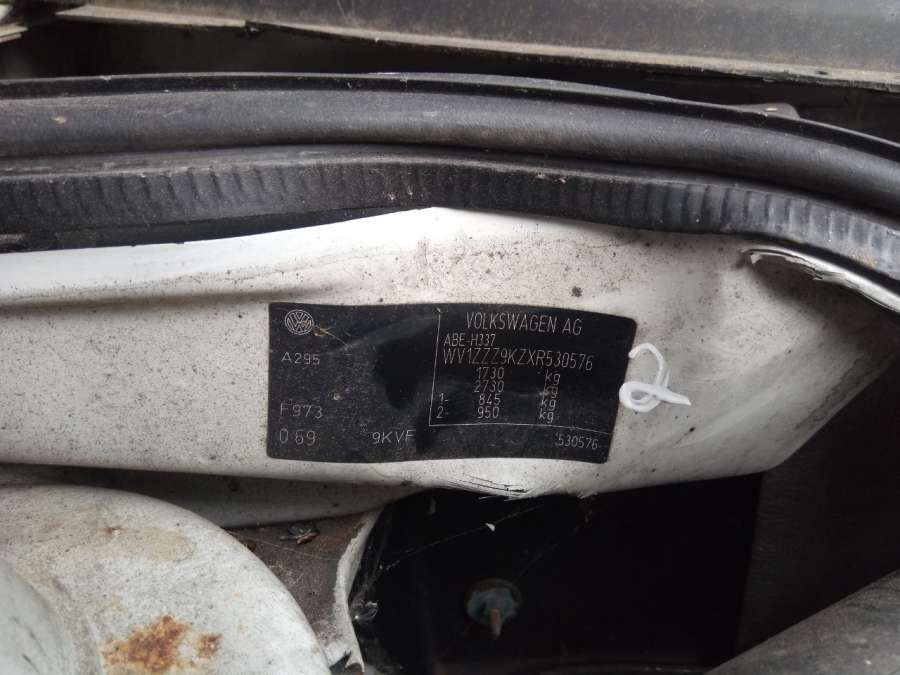 VOLKSWAGEN AG
ABE-H337
WV1ZZZ9KZXR530576
1730 kg
2730 kg
1- 845 kg
2- 950 kg
A295
F973
069 9KVF 530576
2